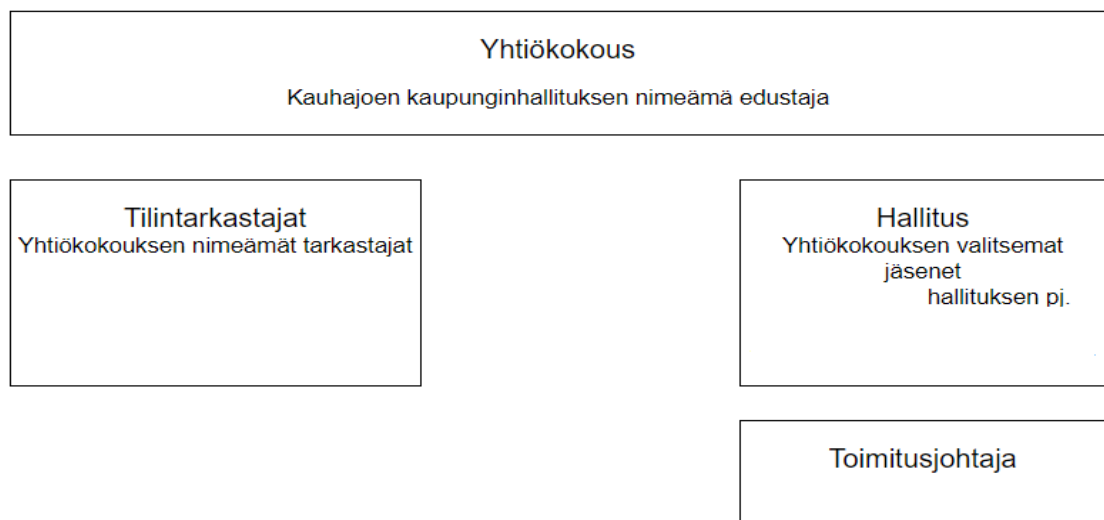 Yhtiökokous
Kauhajoen kaupunginhallituksen nimeämä edustaja
Tilintarkastajat
Yhtiökokouksen nimeämät tarkastajat
Hallitus
Yhtiökokouksen valitsemat
jäsenet
hallituksen pj.
Toimitusjohtaja